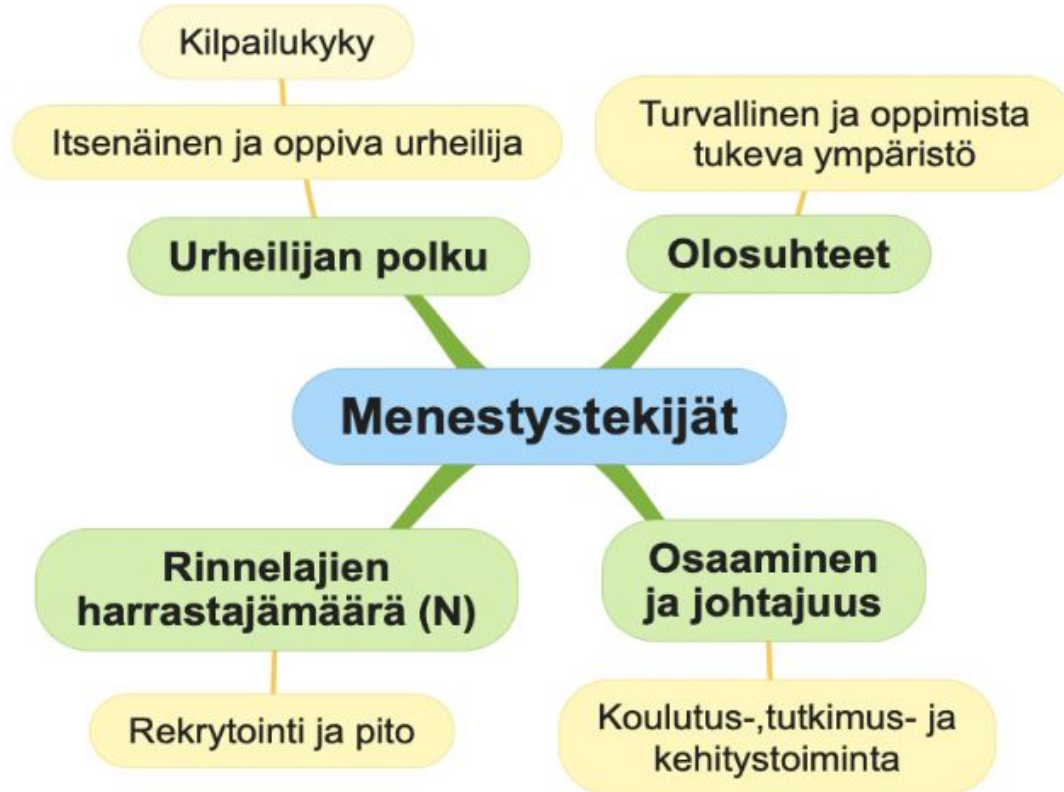 Kilpailukyky
Itsenäinen ja oppiva urheilija
Turvallinen ja oppimista
tukeva ympäristö
Urheilijan polku
Olosuhteet
Menestystekijät
Rinnelajien
harrastajämäärä (N)
Osaaminen
ja johtajuus
Rekrytointi ja pito
Koulutus-,tutkimus- ja
kehitystoiminta